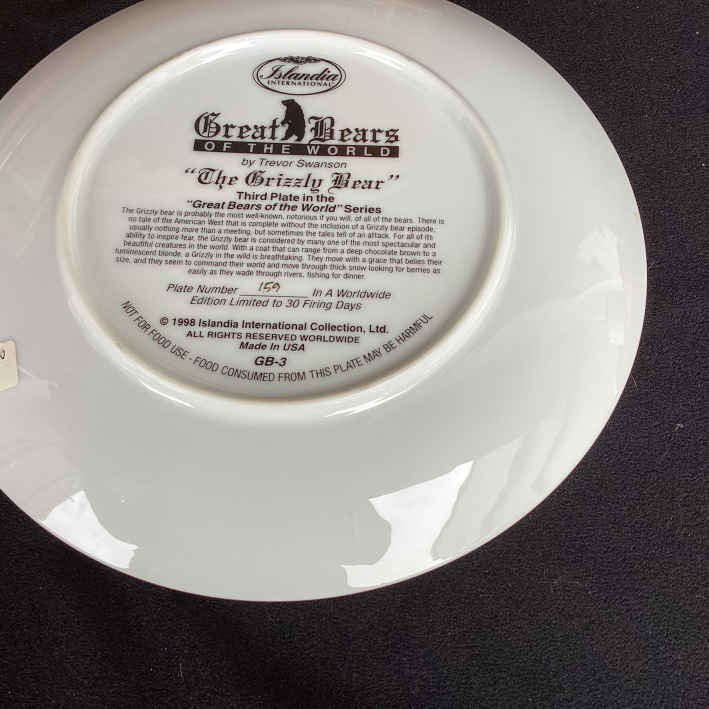 Islandia
INTERNATIONAL
Great Bears
OF THE WORLD
by Trevor Swanson
"The Grizzly Bear"
Third Plate in the
"Great Bears of the World" Series
The Grizzly bear is probably the most well-known, notorious if you will, of all of the bears. There is
no tale of the American West that is complete without the inclusion of a Grizzly bear episode,
usually nothing more than a meeting, but sometimes the tales tell of an attack. For all of its
ability to inspire fear, the Grizzly bear is considered by many one of the most spectacular and
beautiful creatures in the world. With a coat that can range from a deep chocolate brown to a
luminescent blonde, a Grizzly in the wild is breathtaking. They move with a grace that belies their
size, and they seem to command their world and move through thick snow looking for berries as
easily as they wade through rivers, fishing for dinner.
Plate Number 159 In A Worldwide
Edition Limited to 30 Firing Days
© 1998 Islandia International Collection, Ltd.
ALL RIGHTS RESERVED WORLDWIDE
Made In USA
GB-3
NOT FOR FOOD USE - FOOD CONSUMED FROM THIS PLATE MAY BE HARMFUL